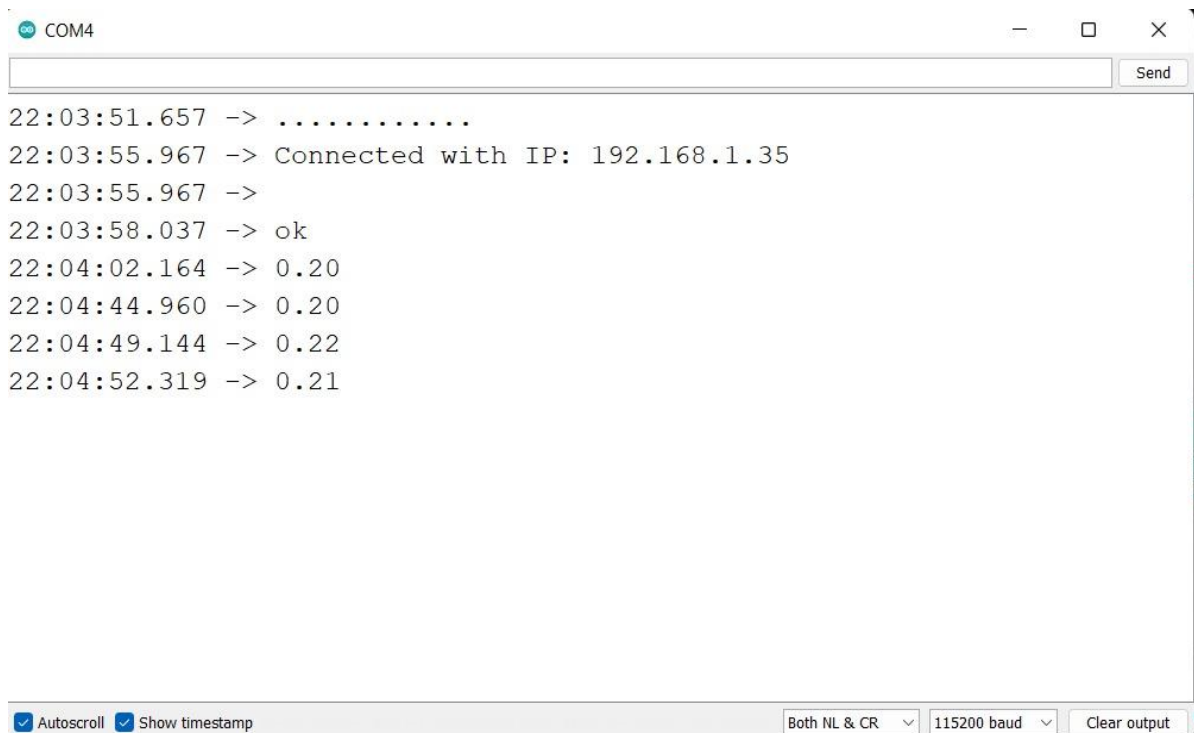 COM4
Send
22:03:51.657 -> ............
22:03:55.967 -> Connected with IP: 192.168.1.35
22:03:55.967 ->
22:03:58.037 -> ok
22:04:02.164 -> 0.20
22:04:44.960 -> 0.20
22:04:49.144 -> 0.22
22:04:52.319 -> 0.21
Autoscroll Show timestamp Both NL & CR 115200 baud Clear output